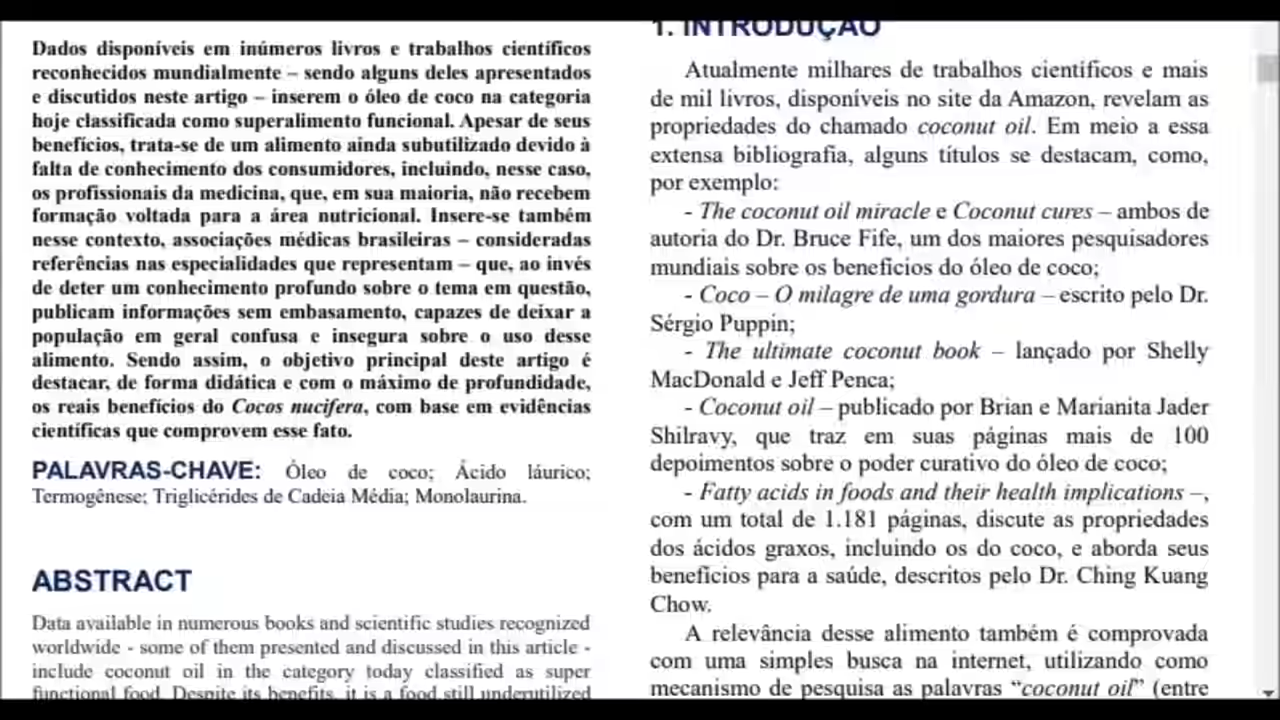 Dados disponíveis em inúmeros livros e trabalhos científicos
reconhecidos mundialmente – sendo alguns deles apresentados
e discutidos neste artigo – inserem o óleo de coco na categoria
hoje classificada como superalimento funcional. Apesar de seus
benefícios, trata-se de um alimento ainda subutilizado devido à
falta de conhecimento dos consumidores, incluindo, nesse caso,
os profissionais da medicina, que, em sua maioria, não recebem
formação voltada para a área nutricional. Insere-se também
nesse contexto, associações médicas brasileiras – consideradas
referências nas especialidades que representam – que, ao invés
de deter um conhecimento profundo sobre o tema em questão,
publicam informações sem embasamento, capazes de deixar a
população em geral confusa e insegura sobre o uso desse
alimento. Sendo assim, o objetivo principal deste artigo é
destacar, de forma didática e com o máximo de profundidade,
os reais benefícios do Cocos nucifera, com base em evidências
científicas que comprovem esse fato.
PALAVRAS-CHAVE: Óleo de coco; Ácido láurico;
Termogênese; Triglicérides de Cadeia Média; Monolaurina.
ABSTRACT
Data available in numerous books and scientific studies recognized
worldwide - some of them presented and discussed in this article -
include coconut oil in the category today classified as super
functional food. Despite its benefits, it is a food still underutilized
1. INTRODUÇÃO
Atualmente milhares de trabalhos científicos e mais
de mil livros, disponíveis no site da Amazon, revelam as
propriedades do chamado coconut oil. Em meio a essa
extensa bibliografia, alguns títulos se destacam, como,
por exemplo:
- The coconut oil miracle e Coconut cures – ambos de
autoria do Dr. Bruce Fife, um dos maiores pesquisadores
mundiais sobre os benefícios do óleo de coco;
- Coco – O milagre de uma gordura – escrito pelo Dr.
Sérgio Puppin;
- The ultimate coconut book – lançado por Shelly
MacDonald e Jeff Penca;
- Coconut oil – publicado por Brian e Marianita Jader
Shilravy, que traz em suas páginas mais de 100
depoimentos sobre o poder curativo do óleo de coco;
- Fatty acids in foods and their health implications –,
com um total de 1.181 páginas, discute as propriedades
dos ácidos graxos, incluindo os do coco, e aborda seus
benefícios para a saúde, descritos pelo Dr. Ching Kuang
Chow.
A relevância desse alimento também é comprovada
com uma simples busca na internet, utilizando como
mecanismo de pesquisa as palavras “coconut oil” (entre